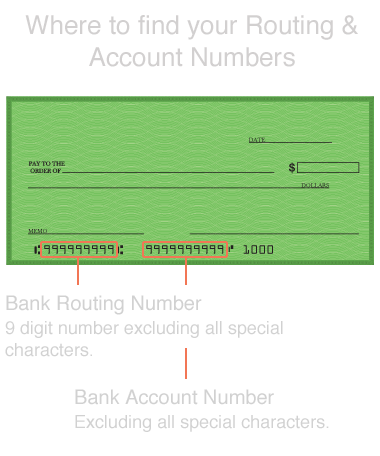 Where to find your Routing &
Account Numbers
DATE
PAY TO THE
ORDER OF
$
DOLLARS
MEMO
⑆999999999⑆ 9999999999⑈ 1000
Bank Routing Number
9 digit number excluding all special
characters.
Bank Account Number
Excluding all special characters.